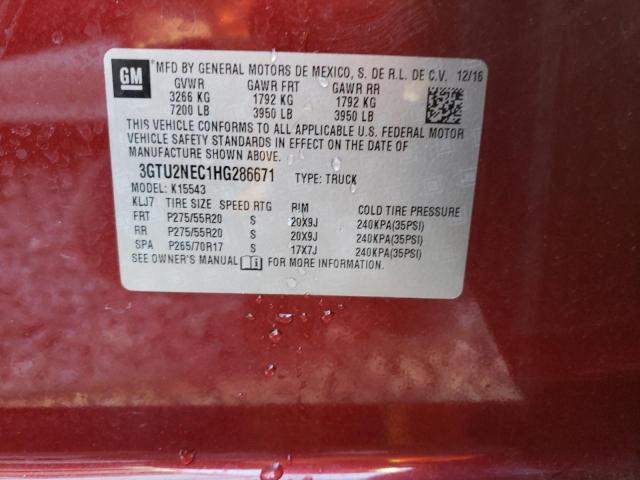 GM MFD BY GENERAL MOTORS DE MEXICO, S. DE R.L. DE C.V. 12/16
GVWR GAWR FRT GAWR RR
3266 KG 1792 KG 1792 KG
7200 LB 3950 LB 3950 LB
THIS VEHICLE CONFORMS TO ALL APPLICABLE U.S. FEDERAL MOTOR
VEHICLE SAFETY STANDARDS IN EFFECT ON THE DATE OF
MANUFACTURE SHOWN ABOVE.
3GTU2NEC1HG286671 TYPE: TRUCK
MODEL: K15543
KLJ7 TIRE SIZE SPEED RTG RIM COLD TIRE PRESSURE
FRT P275/55R20 S 20X9J 240KPA(35PSI)
RR P275/55R20 S 20X9J 240KPA(35PSI)
SPA P265/70R17 S 17X7J 240KPA(35PSI)
SEE OWNER'S MANUAL FOR MORE INFORMATION.